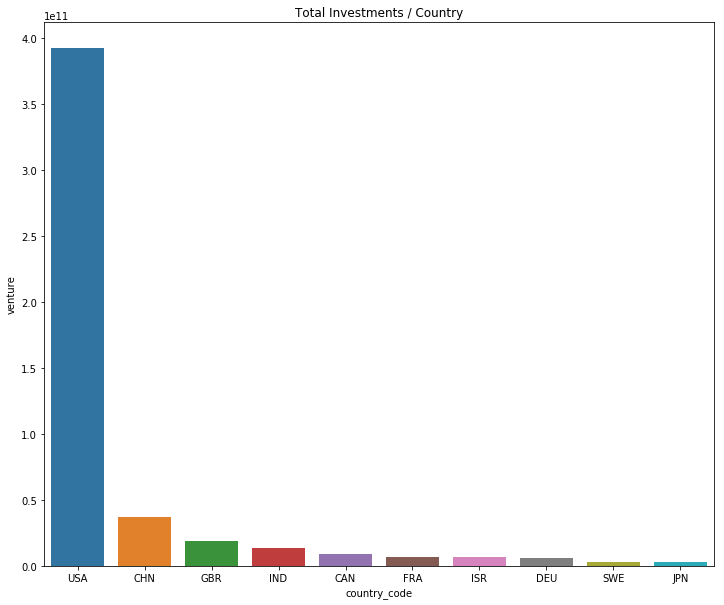 Total Investments / Country
1e11
4.0
3.5
3.0
2.5
2.0
1.5
1.0
0.5
0.0
venture
USA CHN GBR IND CAN FRA ISR DEU SWE JPN
country_code